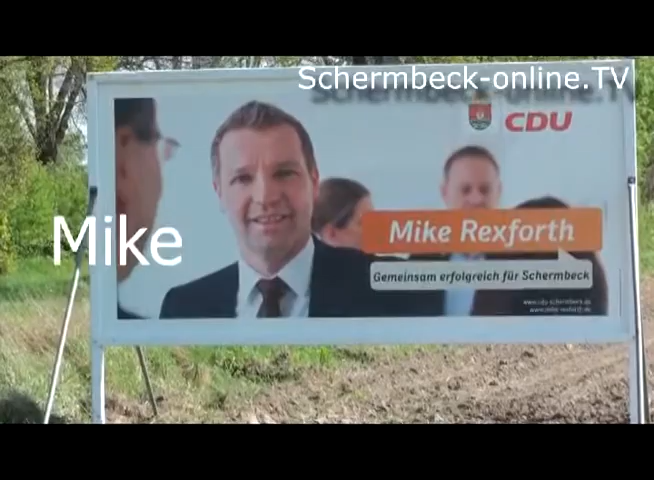 Schermbeck-online.TV
CDU
Mike
Mike Rexforth
Gemeinsam erfolgreich für Schermbeck.